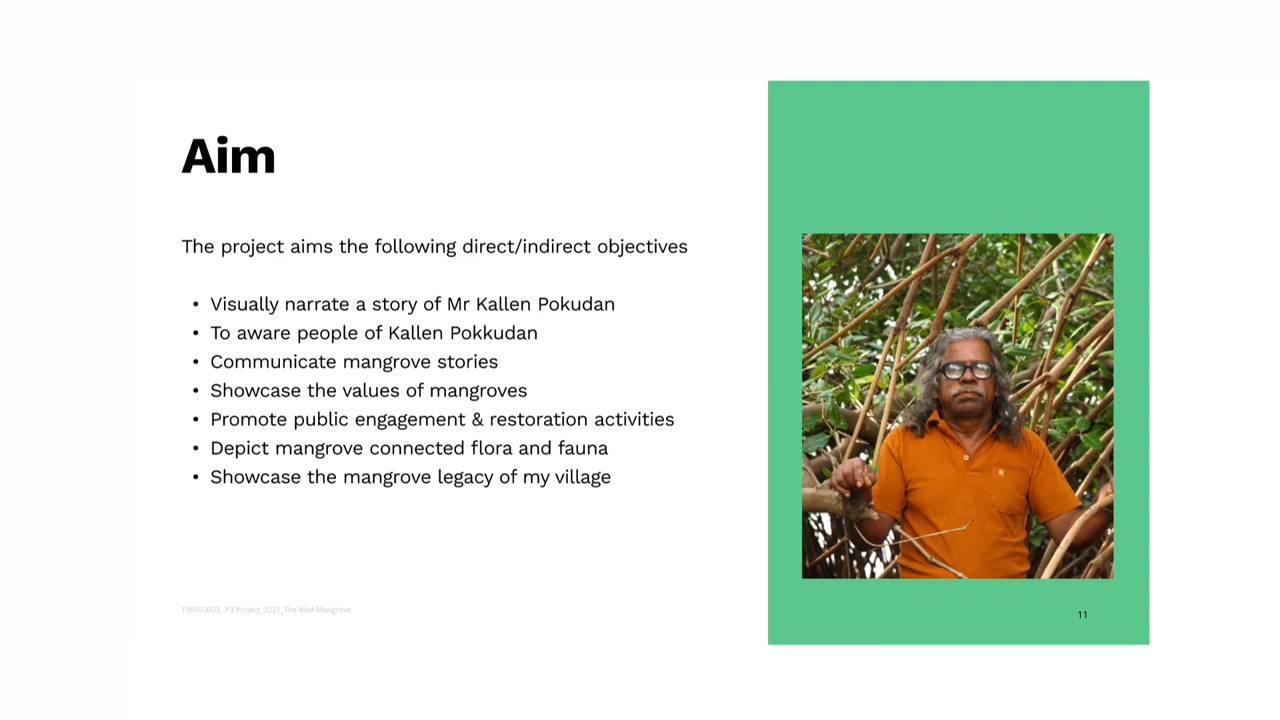 Aim
The project aims the following direct/indirect objectives
• Visually narrate a story of Mr Kallen Pokudan
• To aware people of Kallen Pokkudan
• Communicate mangrove stories
• Showcase the values of mangroves
• Promote public engagement & restoration activities
• Depict mangrove connected flora and fauna
• Showcase the mangrove legacy of my village
196450003_ P3 Project_2021_The Mad Mangrove
11